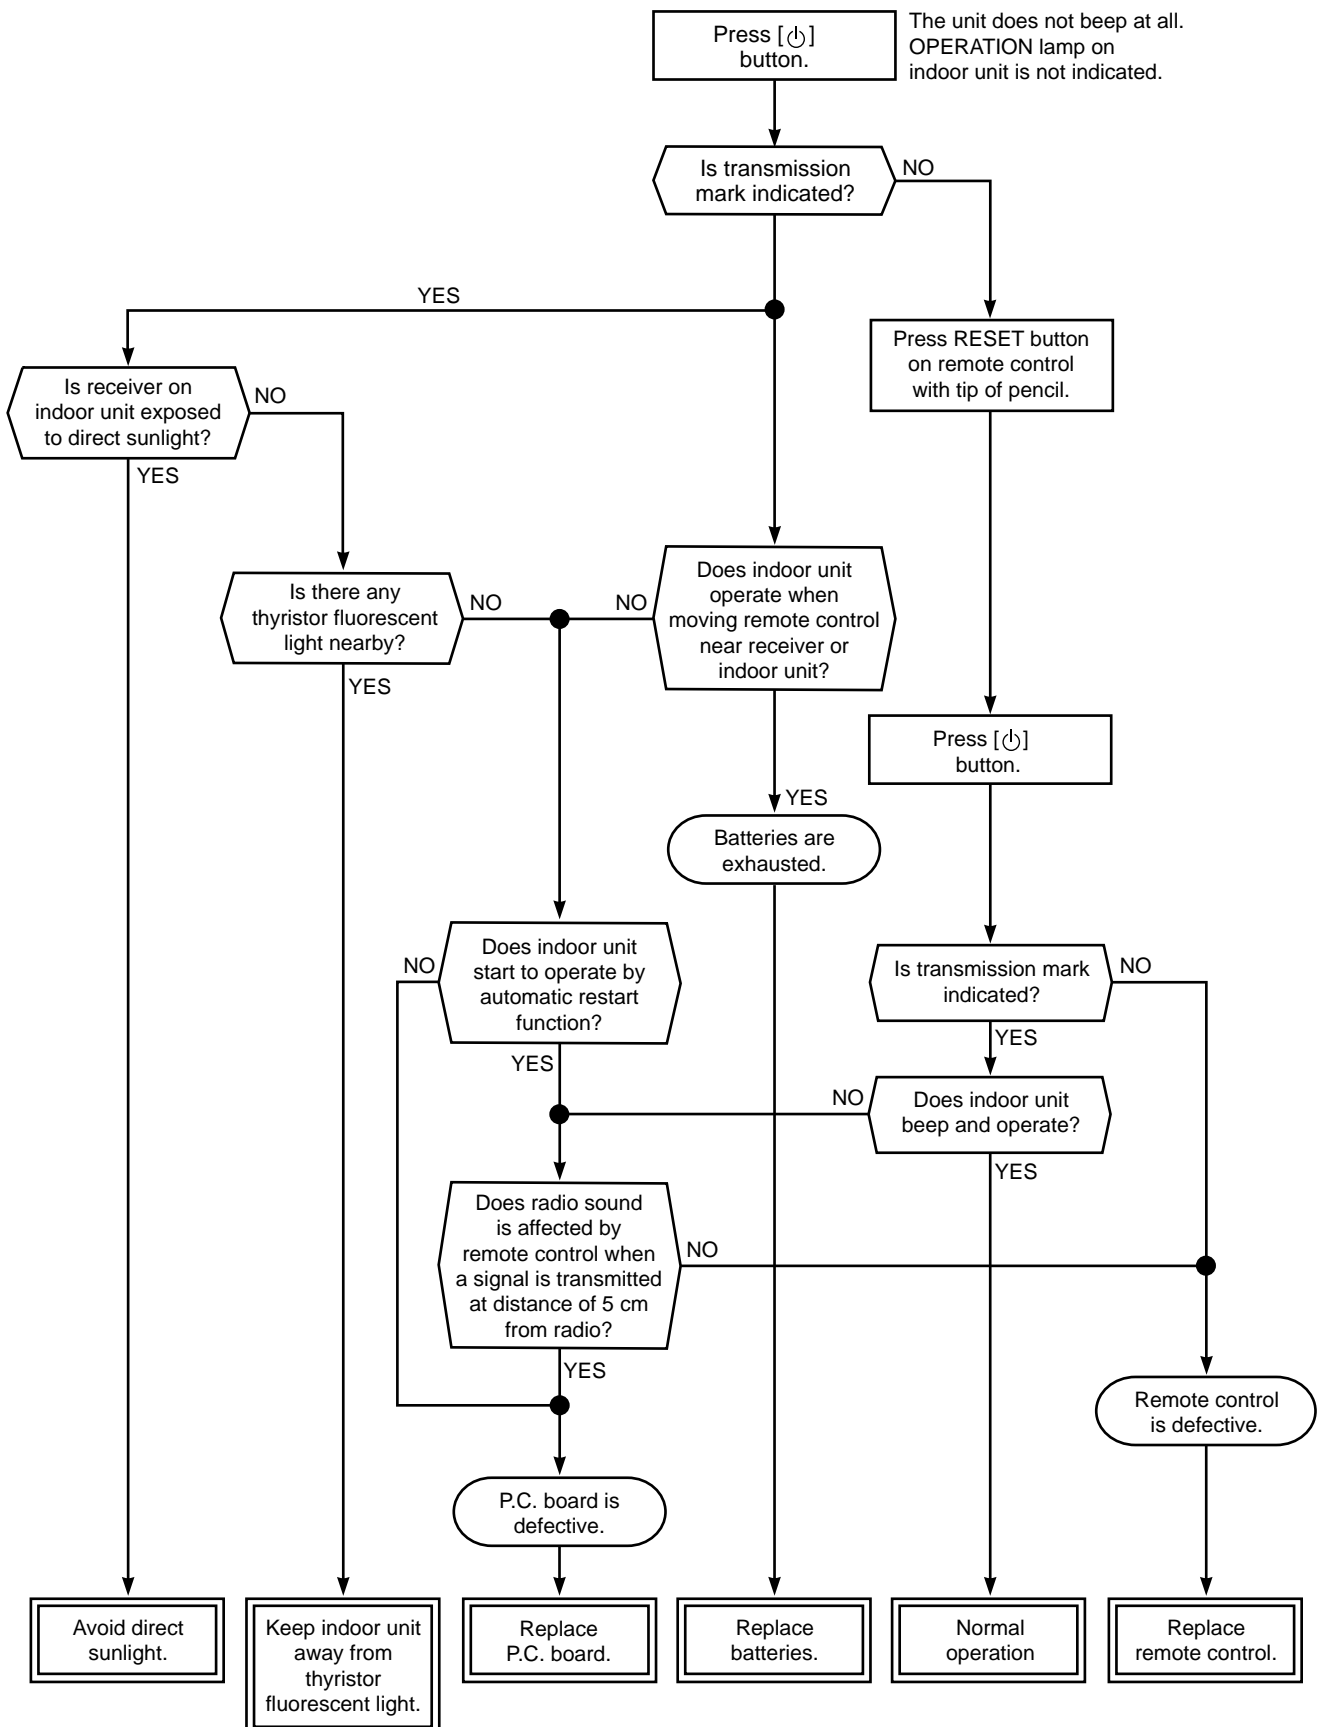 Press [⏻]
button.
The unit does not beep at all.
OPERATION lamp on
indoor unit is not indicated.
Is transmission
mark indicated?
NO
YES
Press RESET button
on remote control
with tip of pencil.
Is receiver on
indoor unit exposed
to direct sunlight?
NO
YES
Is there any
thyristor fluorescent
light nearby?
NO
YES
NO
Does indoor unit
operate when
moving remote control
near receiver or
indoor unit?
YES
Press [⏻]
button.
Batteries are
exhausted.
Does indoor unit
start to operate by
automatic restart
function?
NO
YES
Is transmission mark
indicated?
NO
YES
NO
Does indoor unit
beep and operate?
YES
Does radio sound
is affected by
remote control when
a signal is transmitted
at distance of 5 cm
from radio?
NO
YES
Remote control
is defective.
P.C. board is
defective.
Avoid direct
sunlight.
Keep indoor unit
away from
thyristor
fluorescent light.
Replace
P.C. board.
Replace
batteries.
Normal
operation
Replace
remote control.